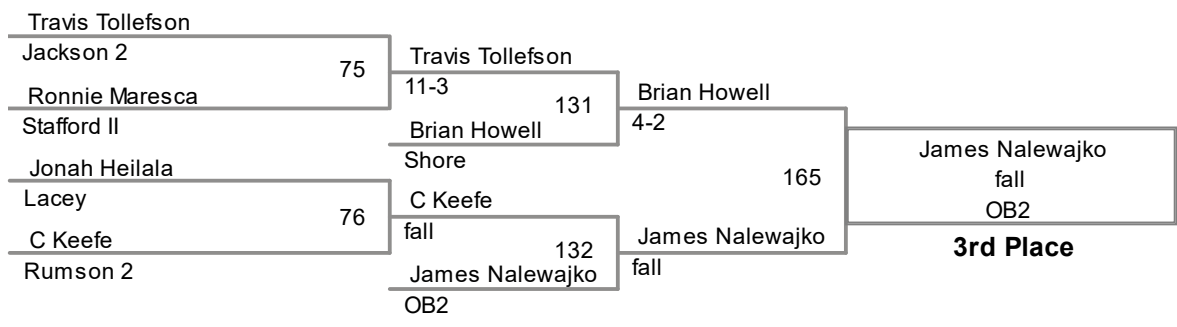 Travis Tollefson
Jackson 2
75
Ronnie Maresca
Stafford II
Jonah Heilala
Lacey
76
C Keefe
Rumson 2
Travis Tollefson
11-3
131
Brian Howell
Shore
C Keefe
fall
132
James Nalewajko
OB2
Brian Howell
4-2
165
James Nalewajko
fall
James Nalewajko
fall
OB2
3rd Place